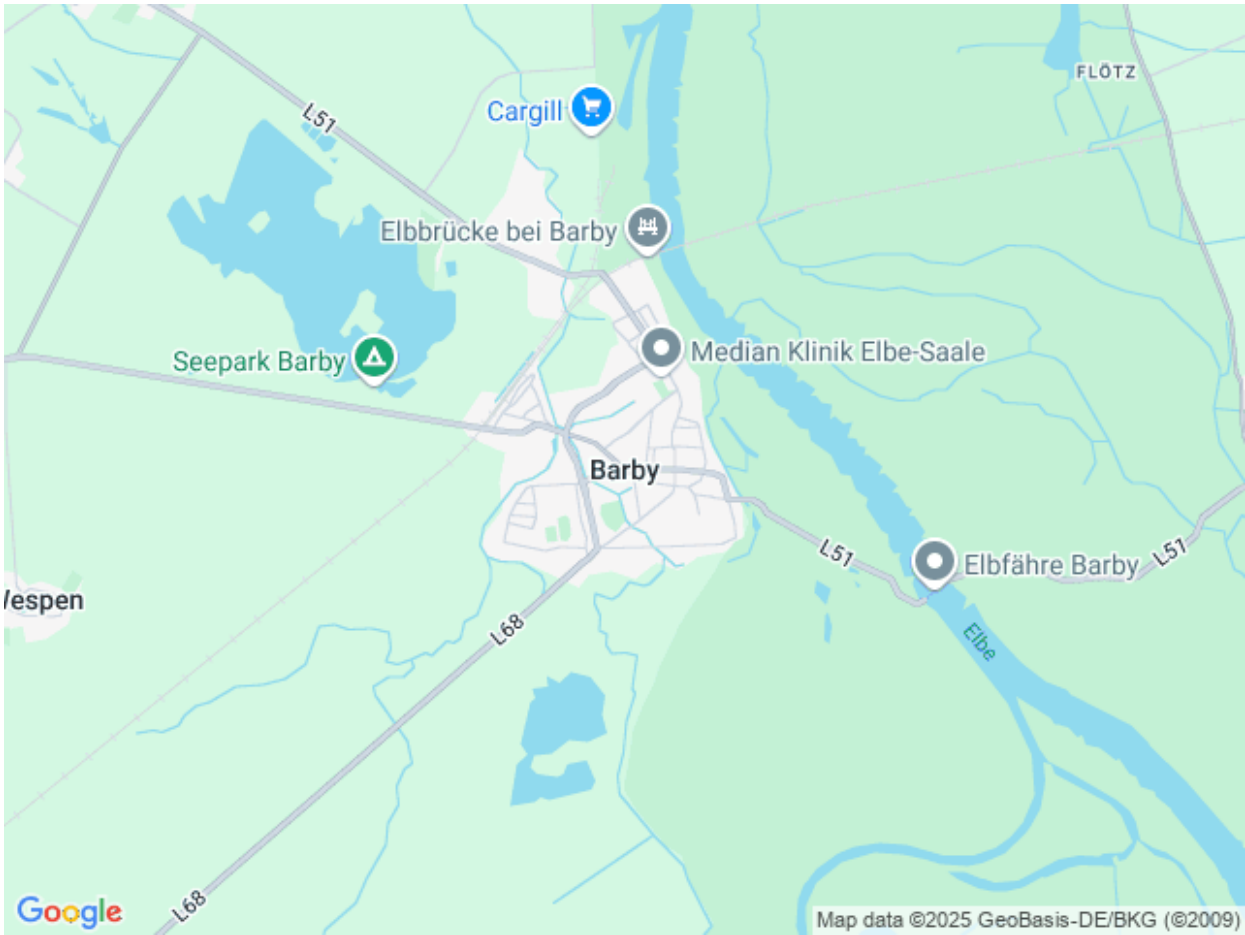 FLÖTZ
Cargill
L51
Elbbrücke bei Barby
Median Klinik Elbe-Saale
Seepark Barby
Barby
L51
L51
Elbfähre Barby
Wespen
L68
Elbe
L68
Google
Map data ©2025 GeoBasis-DE/BKG (©2009)